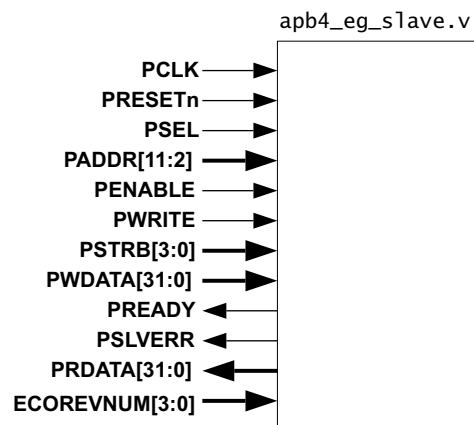 apb4_eg_slave.v
PCLK
PRESETn
PSEL
PADDR[11:2]
PENABLE
PWRITE
PSTRB[3:0]
PWDATA[31:0]
PREADY
PSLVERR
PRDATA[31:0]
ECOREVNUM[3:0]